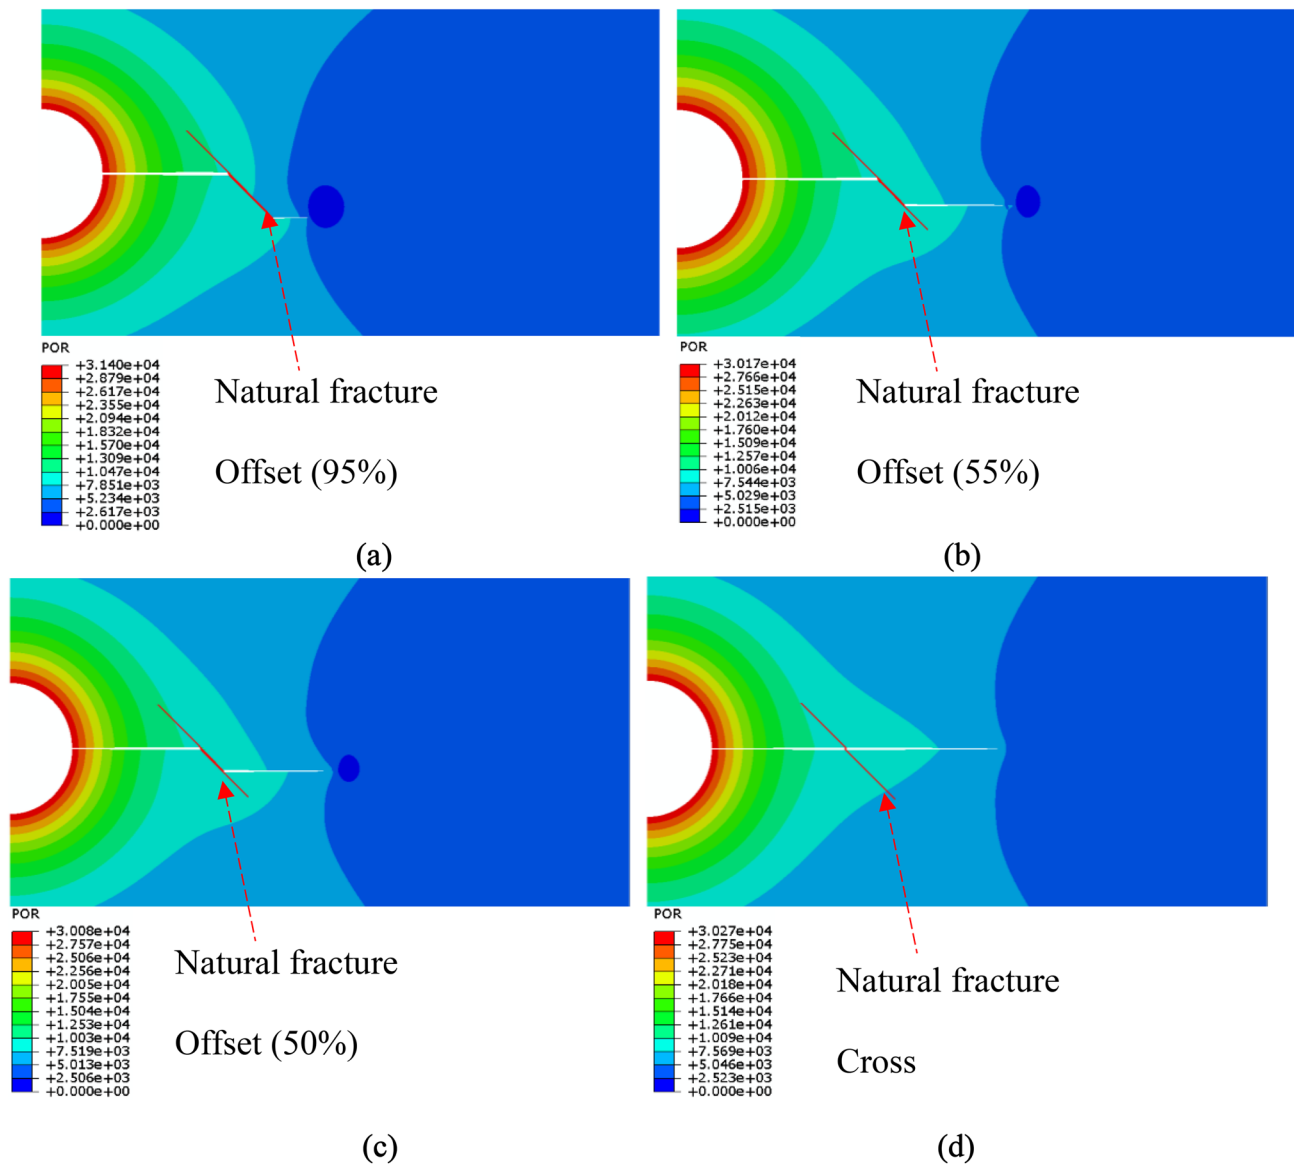 POR
+3.140e+04
+2.879e+04
+2.617e+04
+2.355e+04
+2.094e+04
+1.832e+04
+1.570e+04
+1.309e+04
+1.047e+04
+7.851e+03
+5.234e+03
+2.617e+03
+0.000e+00
Natural fracture
Offset (95%)
(a)
POR
+3.017e+04
+2.766e+04
+2.515e+04
+2.263e+04
+2.012e+04
+1.760e+04
+1.509e+04
+1.257e+04
+1.006e+04
+7.544e+03
+5.029e+03
+2.515e+03
+0.000e+00
Natural fracture
Offset (55%)
(b)
POR
+3.008e+04
+2.757e+04
+2.506e+04
+2.256e+04
+2.005e+04
+1.755e+04
+1.504e+04
+1.253e+04
+1.003e+04
+7.519e+03
+5.013e+03
+2.506e+03
+0.000e+00
Natural fracture
Offset (50%)
(c)
POR
+3.027e+04
+2.775e+04
+2.523e+04
+2.271e+04
+2.018e+04
+1.766e+04
+1.514e+04
+1.261e+04
+1.009e+04
+7.569e+03
+5.046e+03
+2.523e+03
+0.000e+00
Natural fracture
Cross
(d)